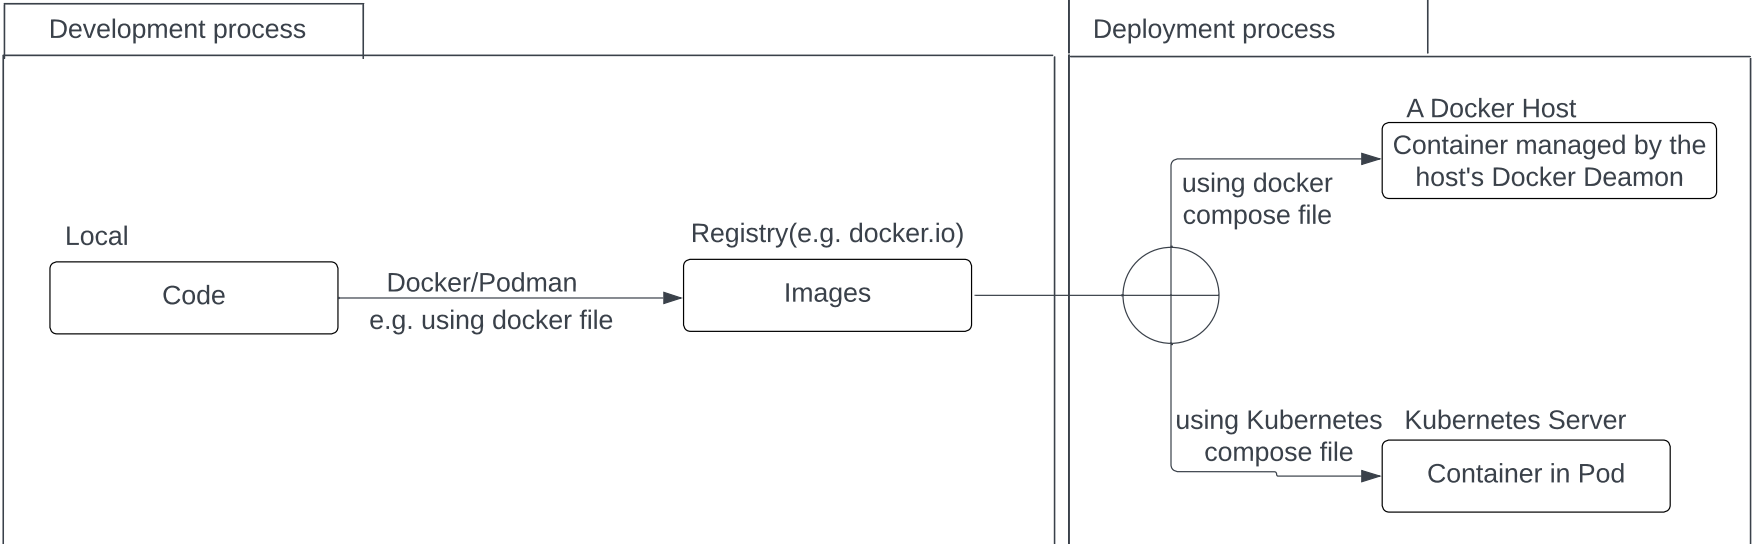 Development process
Local
Code
Docker/Podman
e.g. using docker file
Registry(e.g. docker.io)
Images
Deployment process
using docker
compose file
A Docker Host
Container managed by the
host's Docker Deamon
using Kubernetes
compose file
Kubernetes Server
Container in Pod